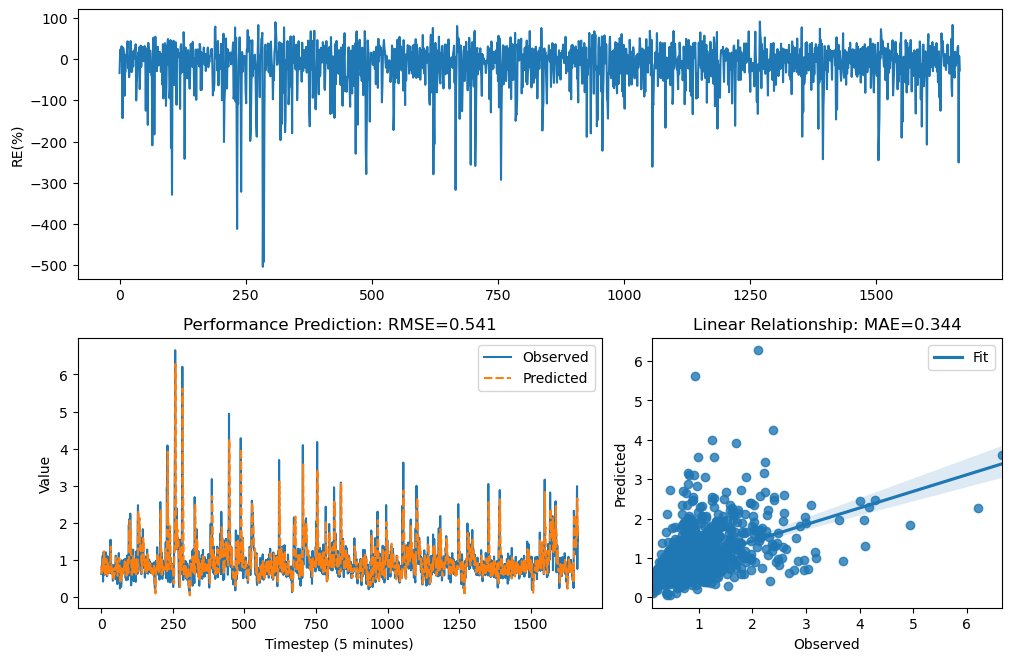 100
0
−100
−200
−300
−400
−500
RE(%)
0 250 500 750 1000 1250 1500
Performance Prediction: RMSE=0.541
Observed
Predicted
6
5
4
3
2
1
0
Value
0 250 500 750 1000 1250 1500
Timestep (5 minutes)
Linear Relationship: MAE=0.344
Fit
6
5
4
3
2
1
0
Predicted
1 2 3 4 5 6
Observed